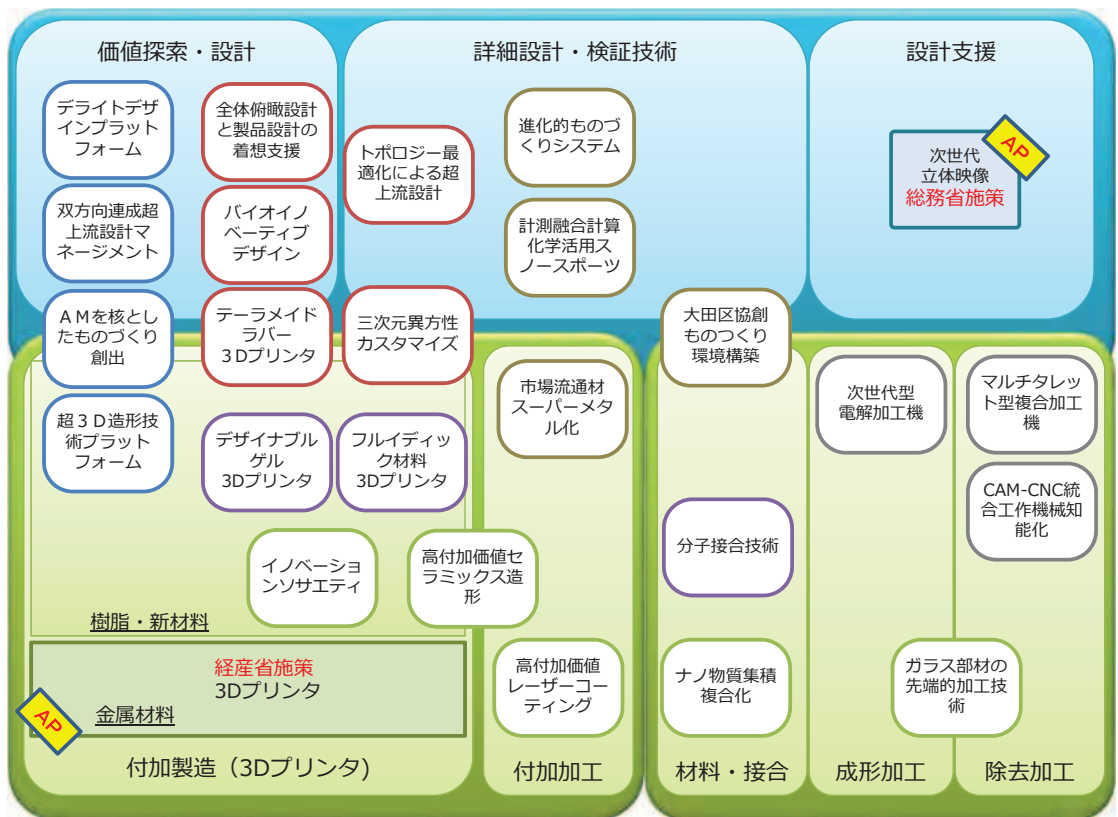 価値探索・設計
詳細設計・検証技術
設計支援
デライトデザ
インプラット
フォーム
全体俯瞰設計
と製品設計の
着想支援
トポロジー最
適化による超
上流設計
進化的ものづ
くりシステム
次世代
立体映像
総務省施策
AP
双方向連成超
上流設計マ
ネージメント
バイオイノ
ベーティブ
デザイン
計測融合計算
化学活用ス
ノースポーツ
ＡＭを核とし
たものづくり
創出
テーラメイド
ラバー
３Dプリンタ
三次元異方性
カスタマイズ
大田区協創
ものつくり
環境構築
市場流通材
スーパーメタ
ル化
次世代型
電解加工機
マルチタレッ
ト型複合加工
機
超３Ｄ造形技
術プラット
フォーム
デザイナブル
ゲル
3Dプリンタ
フルイディッ
ク材料
3Dプリンタ
CAM-CNC統
合工作機械知
能化
イノベーショ
ンソサエティ
高付加価値セ
ラミックス造
形
分子接合技術
樹脂・新材料
経産省施策
3Dプリンタ
金属材料
AP
高付加価値
レーザーコー
ティング
ナノ物質集積
複合化
ガラス部材の
先端的加工技
術
付加製造（3Dプリンタ）
付加加工
材料・接合
成形加工
除去加工